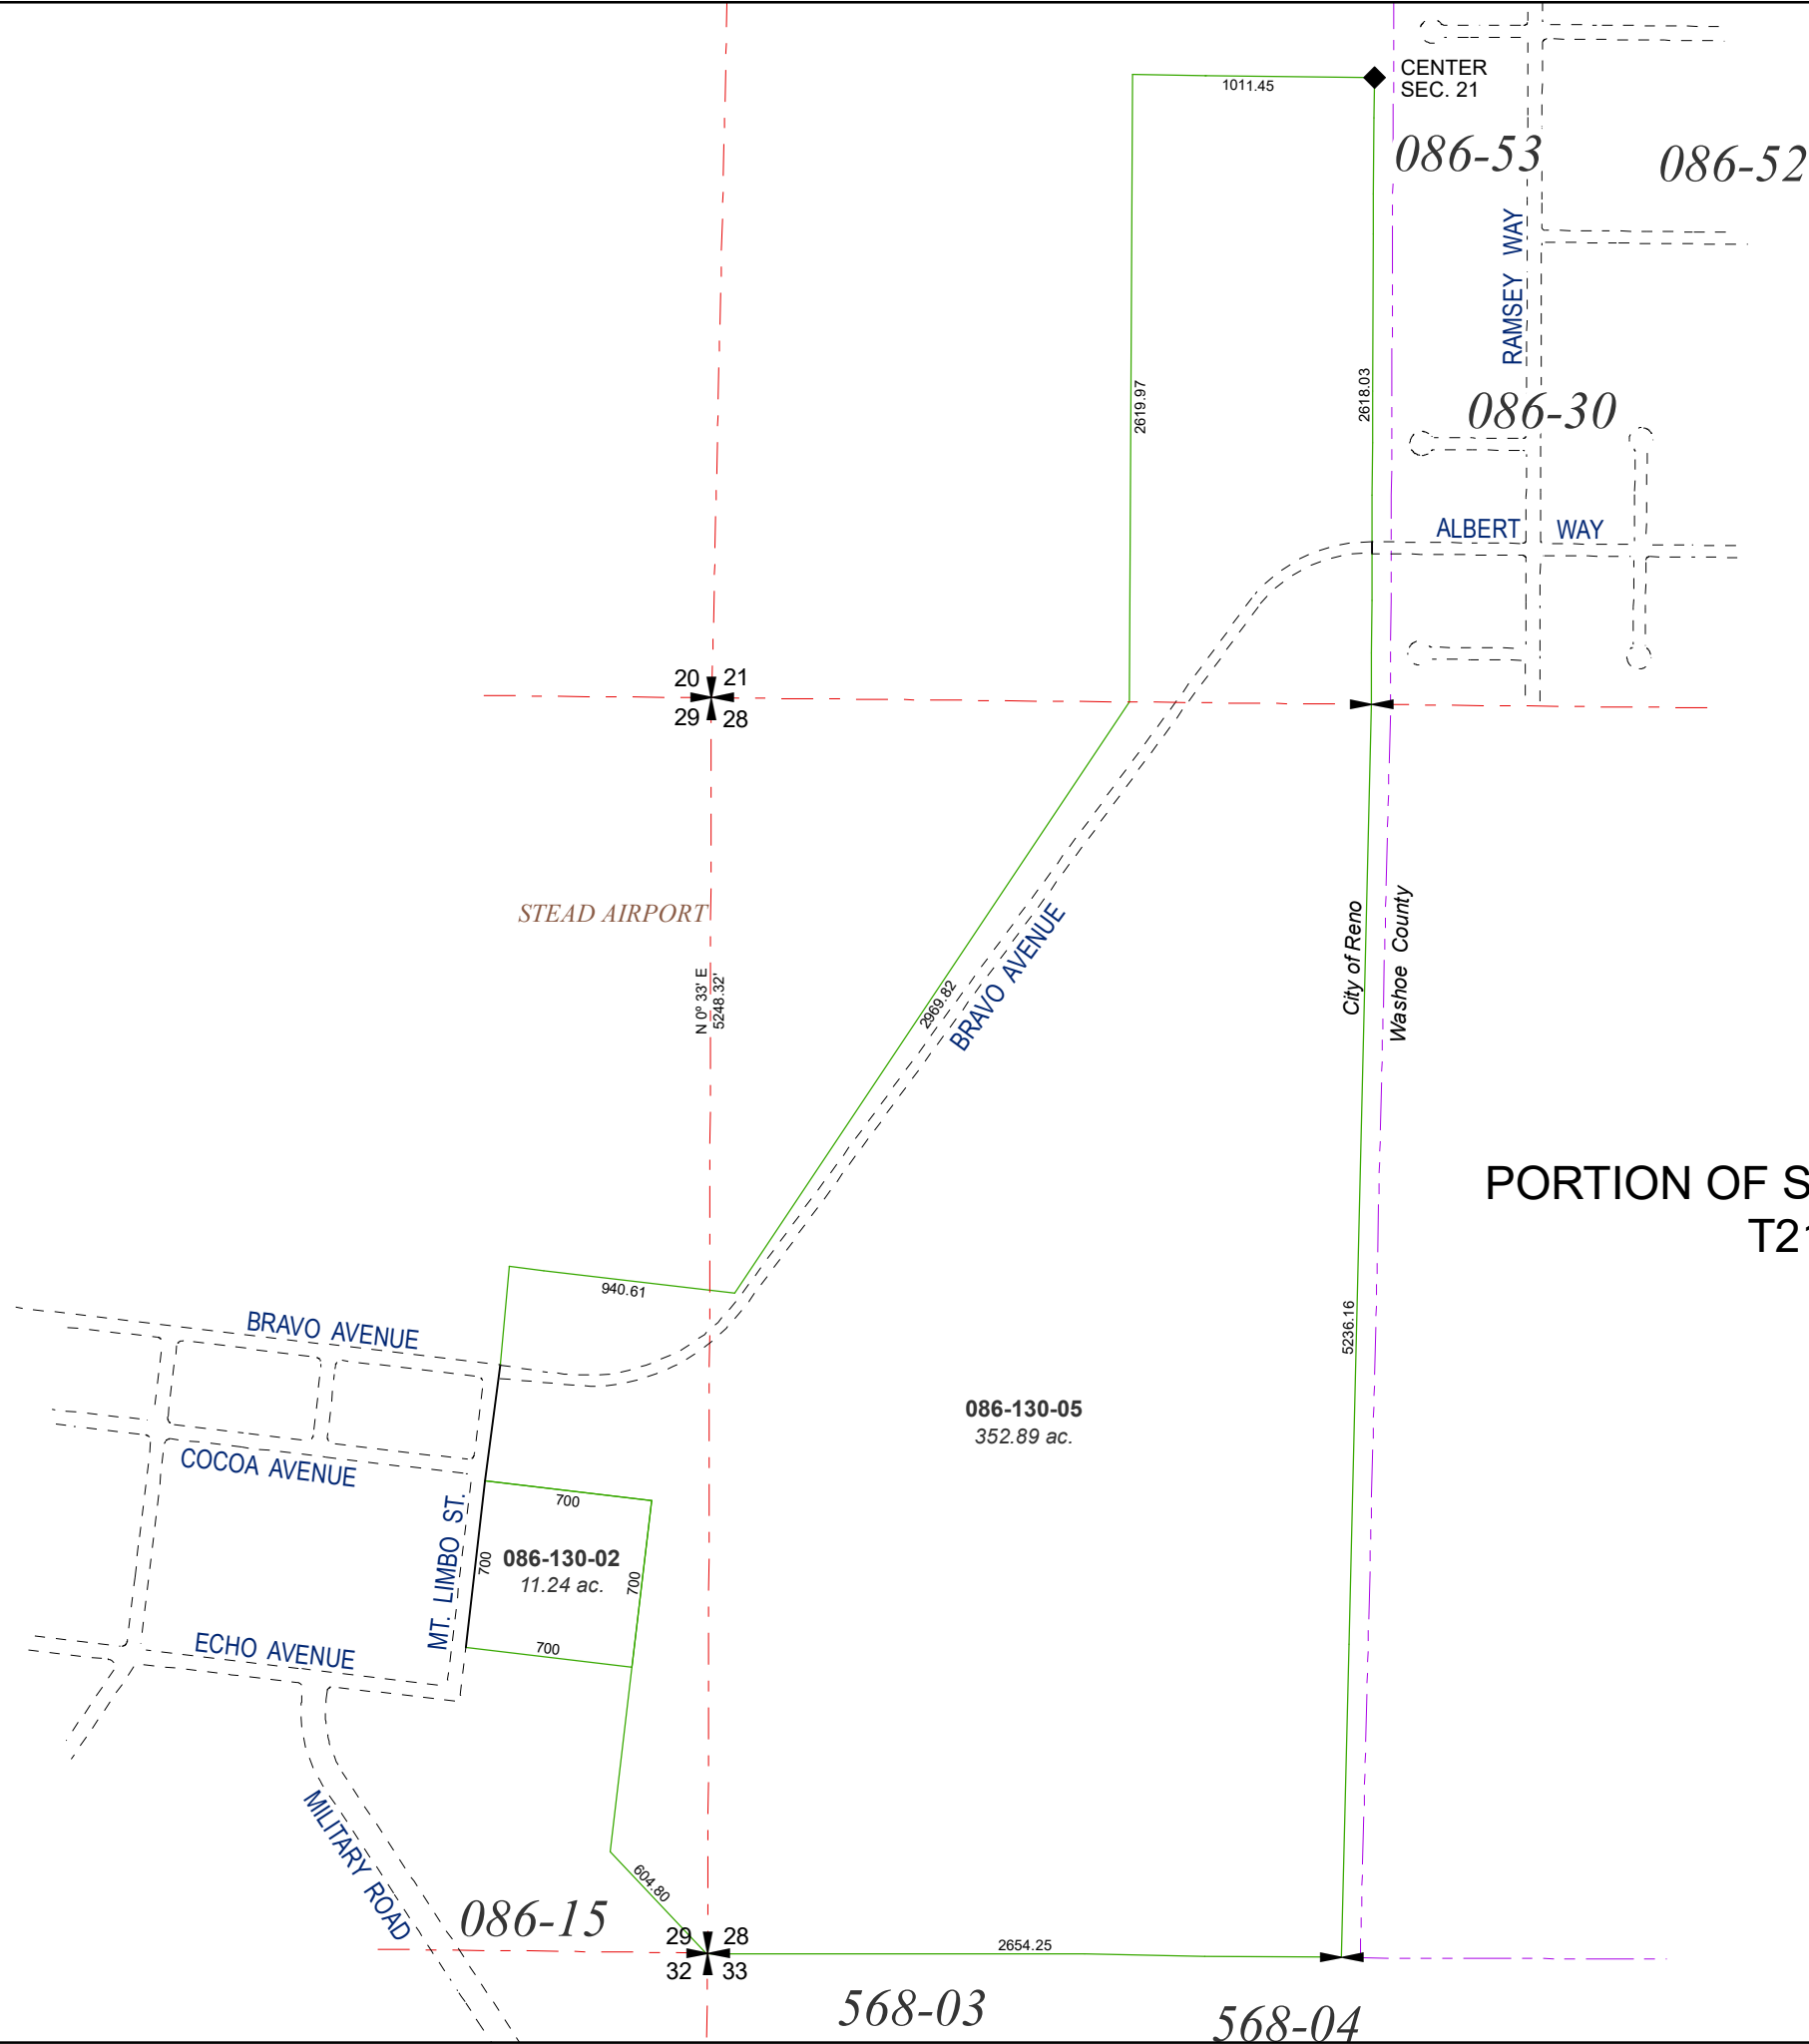 CENTER
SEC. 21
1011.45
086-53
086-52
RAMSEY WAY
2619.97
2618.03
086-30
ALBERT WAY
20 21
29 28
STEAD AIRPORT
City of Reno
Washoe County
N 0° 33' E
5248.32'
2969.82
BRAVO AVENUE
PORTION OF S
T21
940.61
BRAVO AVENUE
5236.16
086-130-05
352.89 ac.
COCOA AVENUE
MT. LIMBO ST.
700
700
086-130-02
11.24 ac.
700
700
ECHO AVENUE
MILITARY ROAD
604.80
086-15
29 28
32 33
2654.25
568-03
568-04